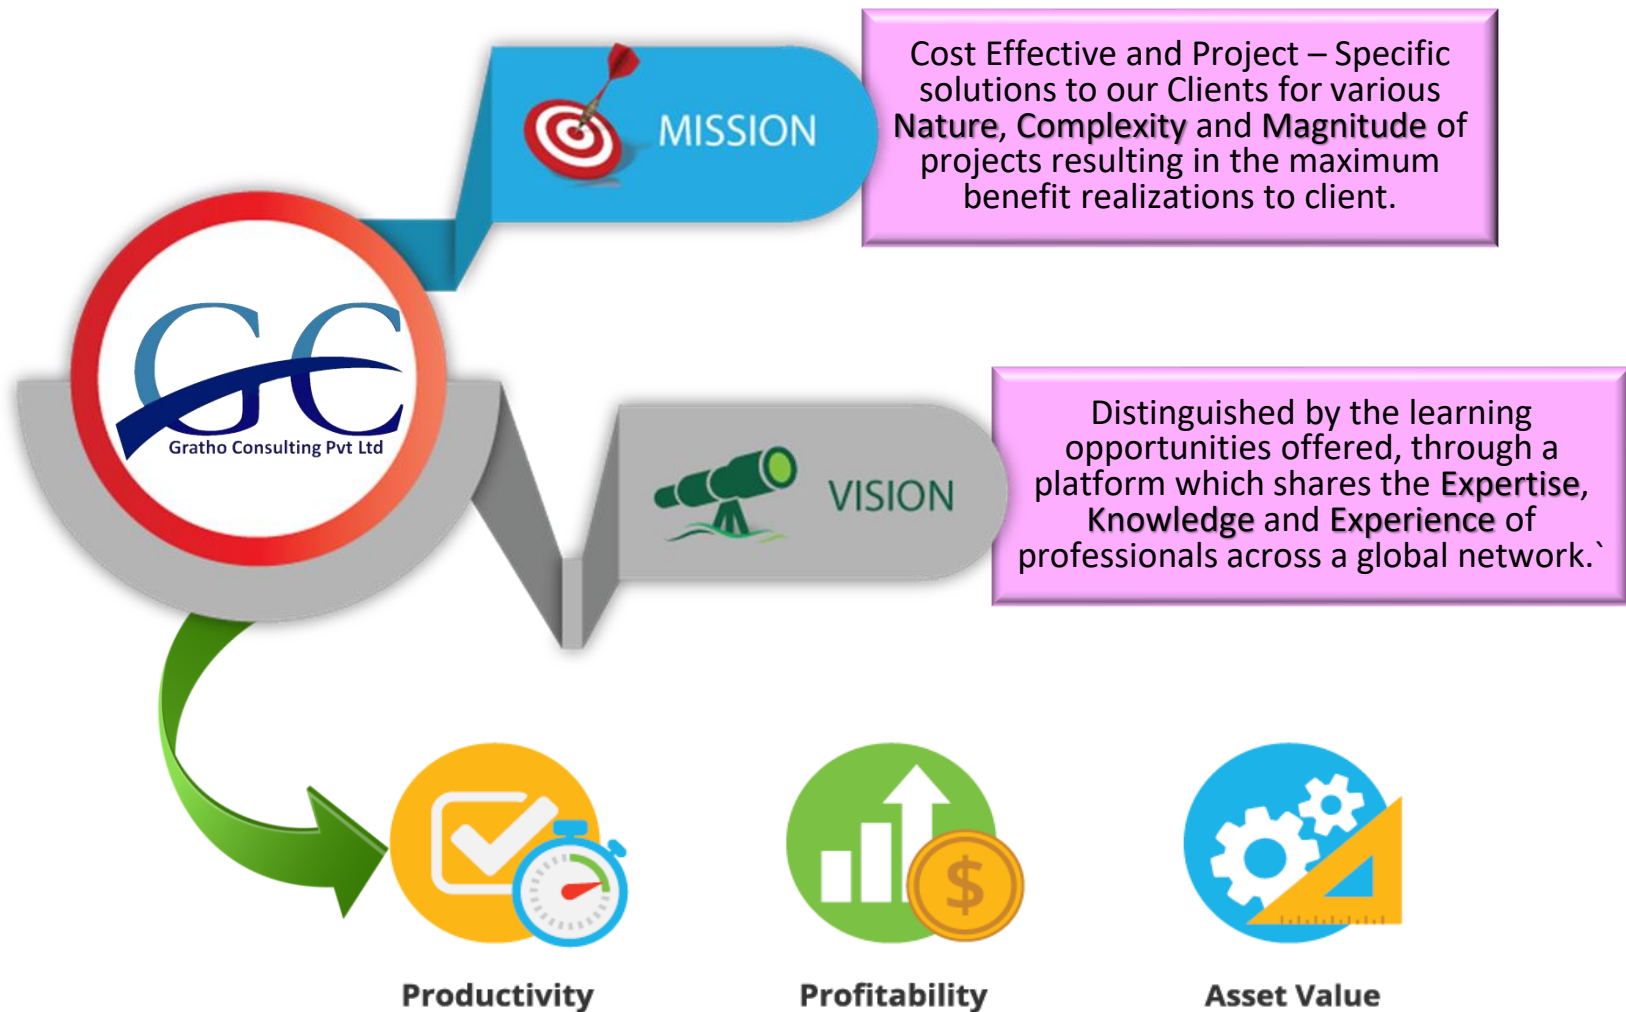 MISSION
Cost Effective and Project – Specific
solutions to our Clients for various
Nature, Complexity and Magnitude of
projects resulting in the maximum
benefit realizations to client.
GC
Gratho Consulting Pvt Ltd
VISION
Distinguished by the learning
opportunities offered, through a
platform which shares the Expertise,
Knowledge and Experience of
professionals across a global network.`
$
Productivity
Profitability
Asset Value